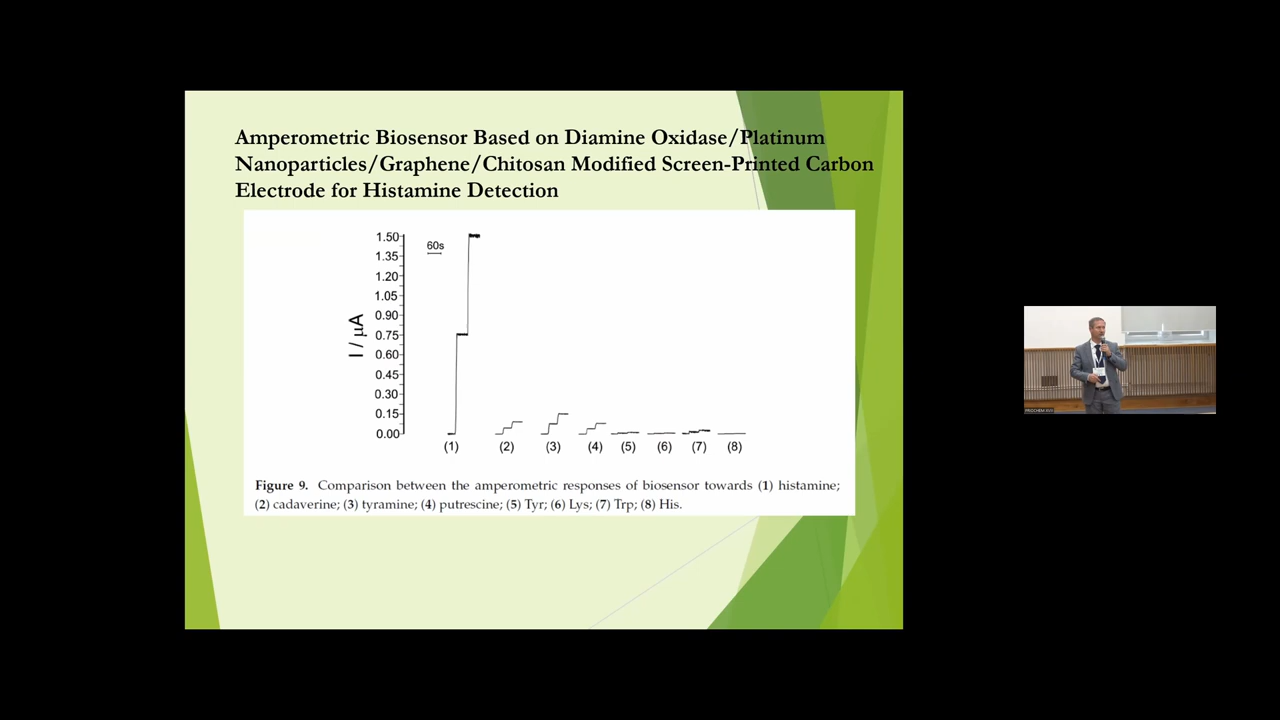 Amperometric Biosensor Based on Diamine Oxidase/Platinum
Nanoparticles/Graphene/Chitosan Modified Screen-Printed Carbon
Electrode for Histamine Detection
1.50
60s
1.35
1.20
1.05
0.90
I / μA
0.75
0.60
0.45
0.30
0.15
0.00
(1) (2) (3) (4) (5) (6) (7) (8)
Figure 9. Comparison between the amperometric responses of biosensor towards (1) histamine;
(2) cadaverine; (3) tyramine; (4) putrescine; (5) Tyr; (6) Lys; (7) Trp; (8) His.